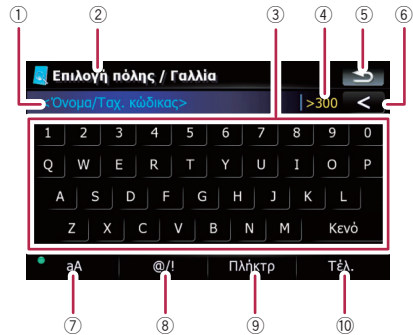 ① ② ③ ④ ⑤ ⑥
Επιλογή πόλης / Γαλλία
<Όνομα/Ταχ. κώδικας> >300 <
1 2 3 4 5 6 7 8 9 0
Q W E R T Y U I O P
A S D F G H J K L
Z X C V B N M Κενό
aA @/! Πλήκτρ Τέλ.
⑦ ⑧ ⑨ ⑩